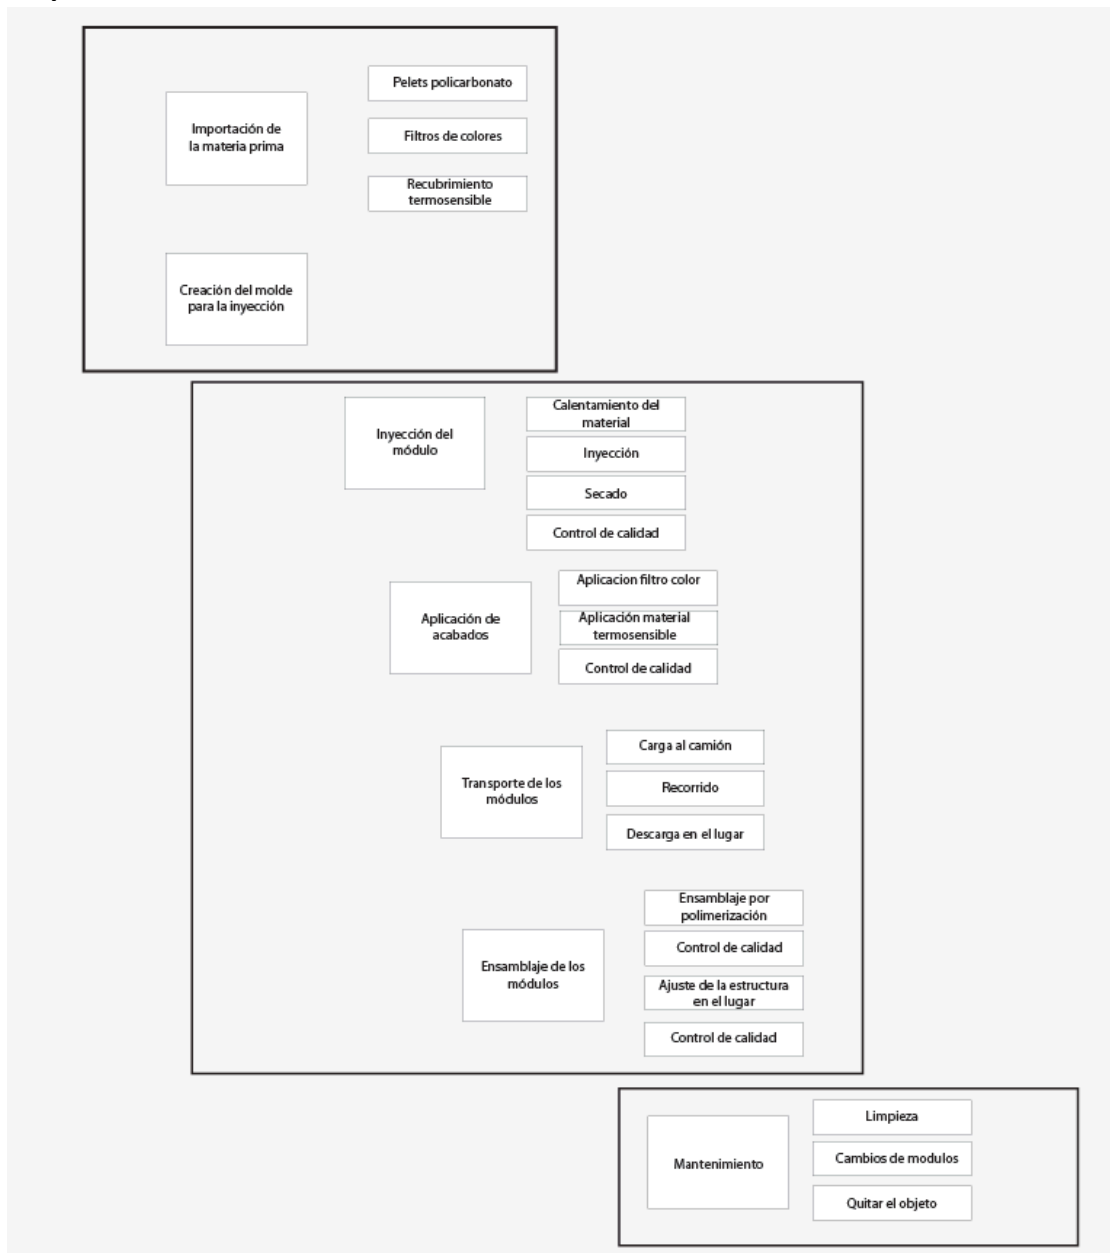 Importación de
la materia prima
Pelets policarbonato
Filtros de colores
Recubrimiento
termosensible
Creación del molde
para la inyección
Inyección del
módulo
Calentamiento del
material
Inyección
Secado
Control de calidad
Aplicación de
acabados
Aplicacion filtro color
Aplicación material
termosensible
Control de calidad
Transporte de los
módulos
Carga al camión
Recorrido
Descarga en el lugar
Ensamblaje de los
módulos
Ensamblaje por
polimerización
Control de calidad
Ajuste de la estructura
en el lugar
Control de calidad
Mantenimiento
Limpieza
Cambios de modulos
Quitar el objeto